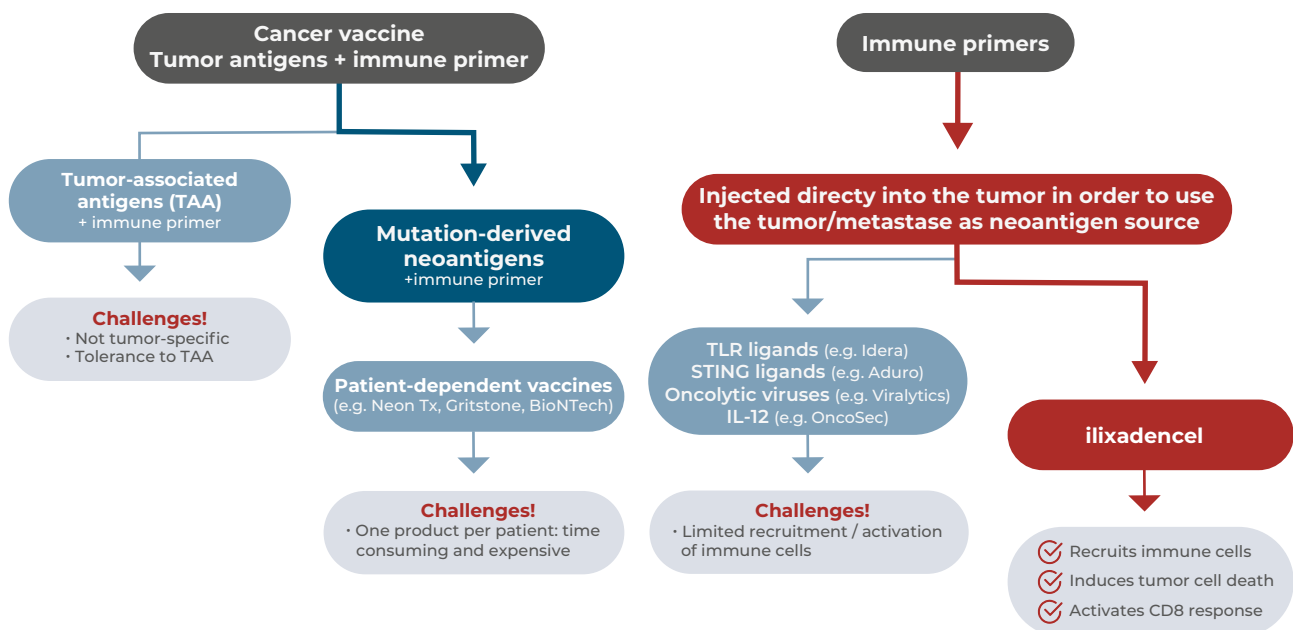 Cancer vaccine
Tumor antigens + immune primer
Tumor-associated
antigens (TAA)
+ immune primer
Challenges!
· Not tumor-specific
· Tolerance to TAA
Mutation-derived
neoantigens
+immune primer
Patient-dependent vaccines
(e.g. Neon Tx, Gritstone, BioNTech)
Challenges!
· One product per patient: time
consuming and expensive
Immune primers
Injected directy into the tumor in order to use
the tumor/metastase as neoantigen source
TLR ligands (e.g. Idera)
STING ligands (e.g. Aduro)
Oncolytic viruses (e.g. Viralytics)
IL-12 (e.g. OncoSec)
Challenges!
· Limited recruitment / activation
of immune cells
ilixadencel
Recruits immune cells
Induces tumor cell death
Activates CD8 response